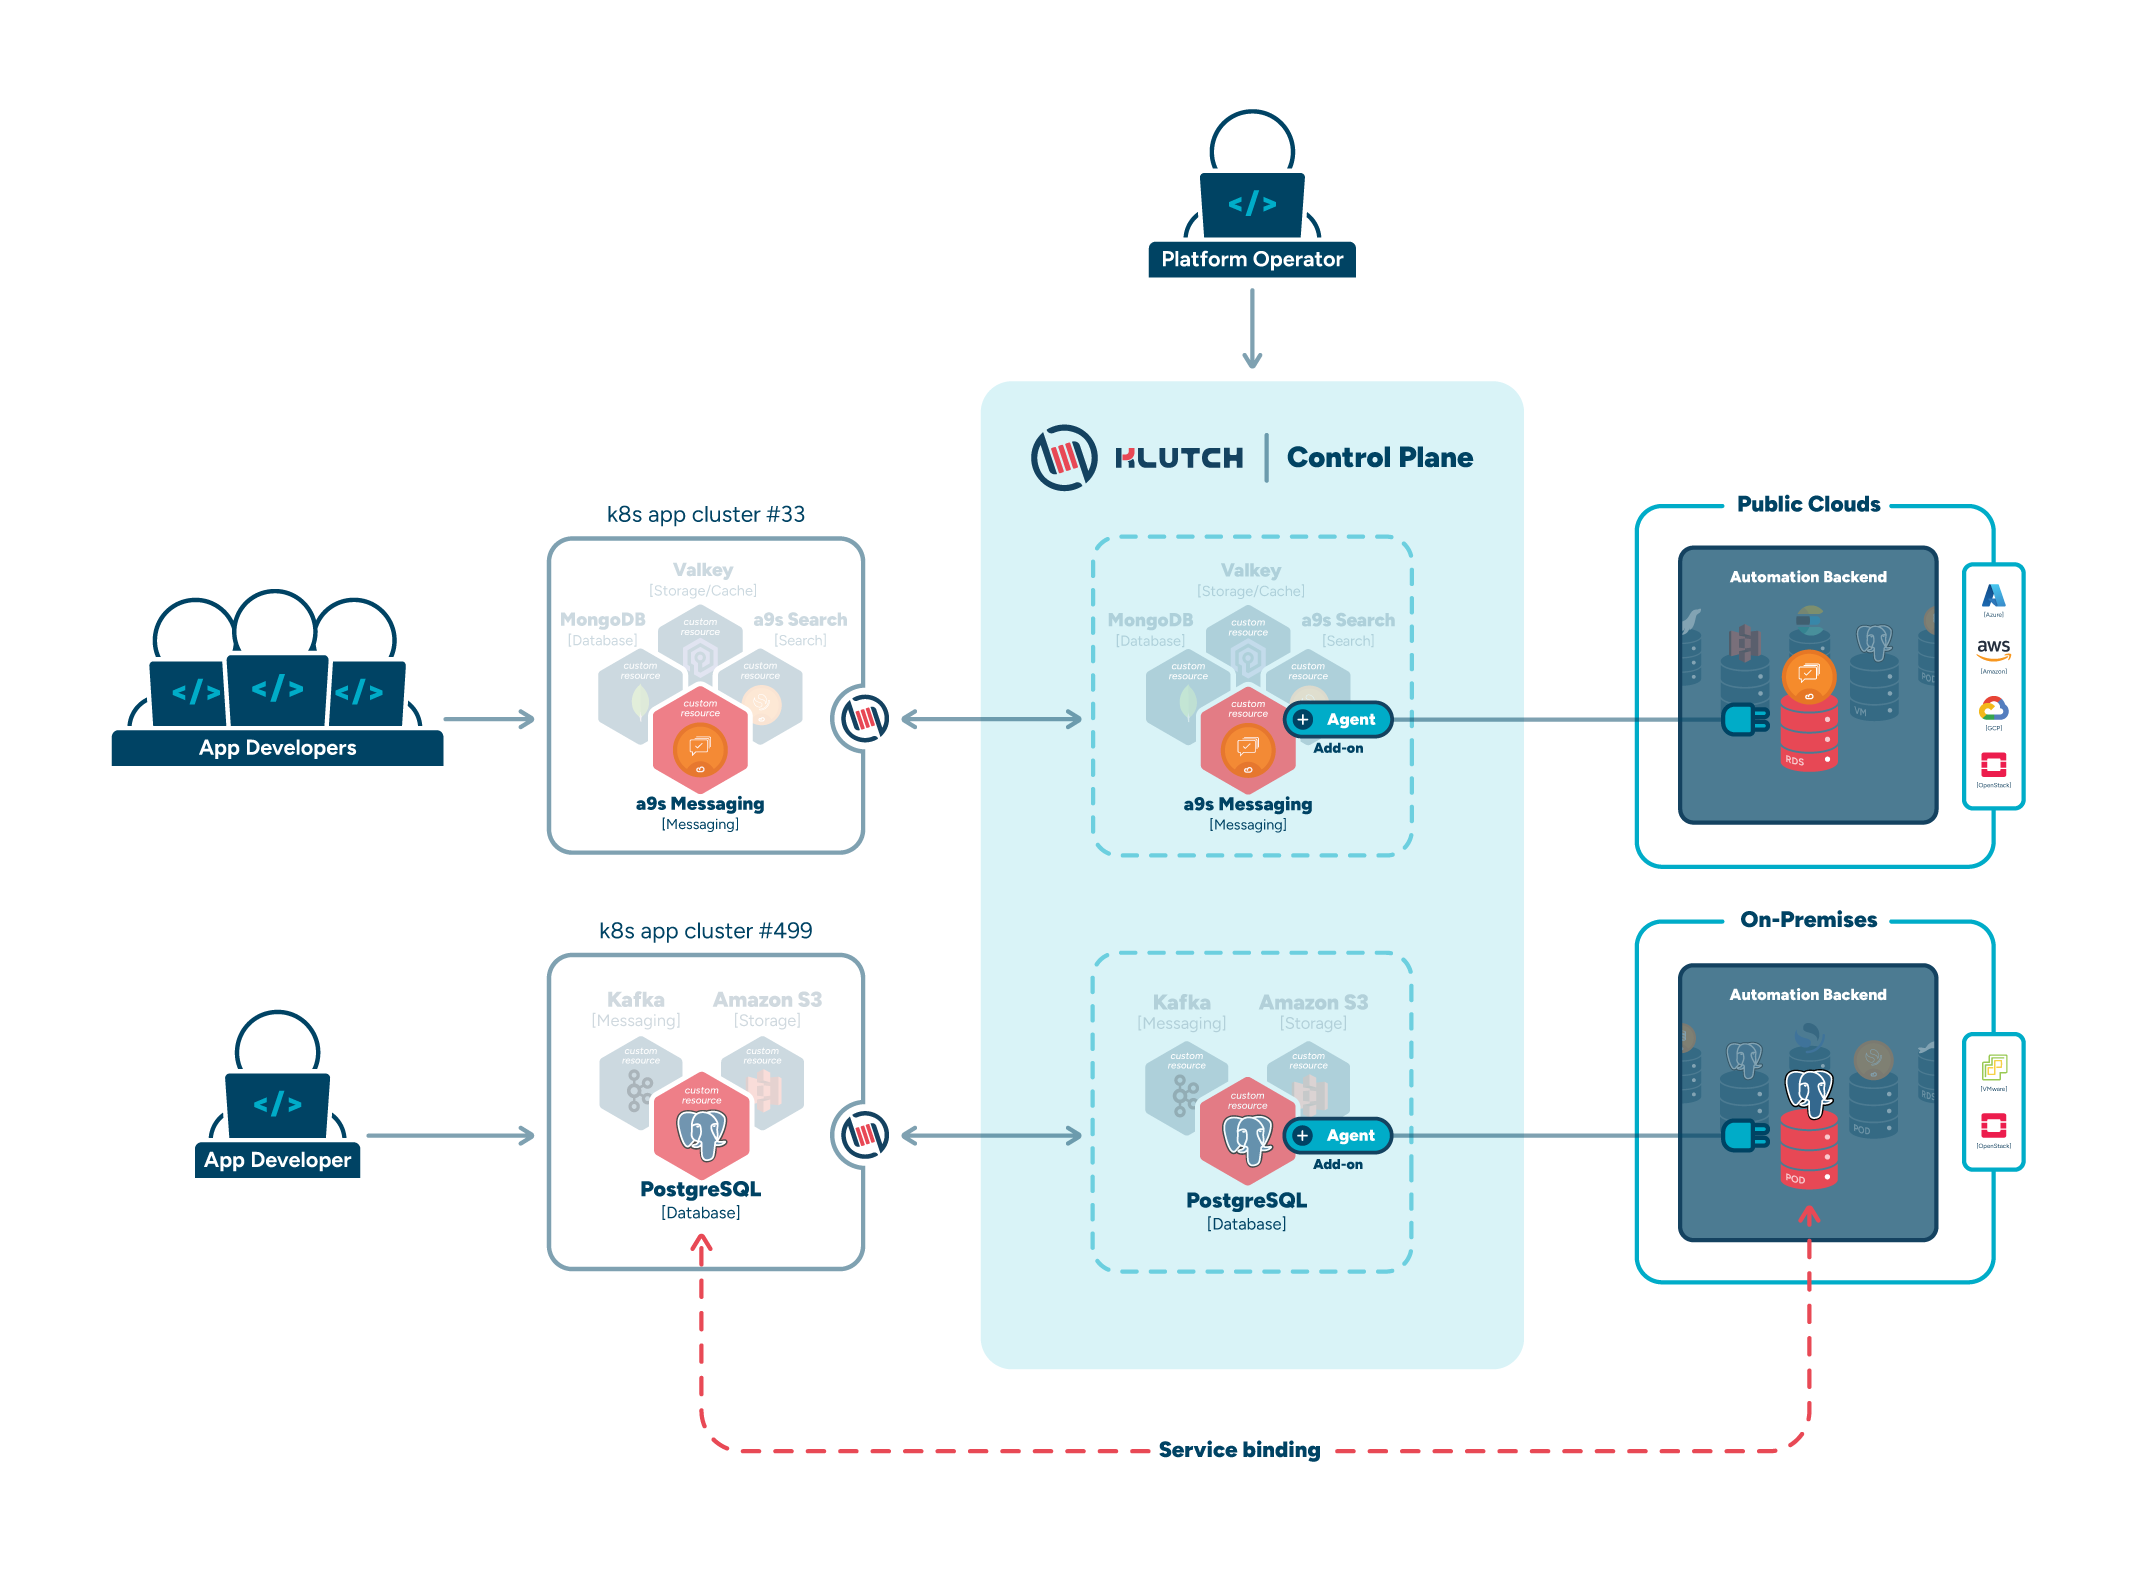 </>
Platform Operator
KLUTCH
Control Plane
k8s app cluster #33
Valkey
[Storage/Cache]
MongoDB
[Database]
a9s Search
[Search]
custom
resource
custom
resource
custom
resource
custom
resource
a9s Messaging
[Messaging]
</>
</>
</>
App Developers
Valkey
[Storage/Cache]
MongoDB
[Database]
a9s Search
[Search]
custom
resource
custom
resource
custom
resource
custom
resource
+ Agent
Add-on
a9s Messaging
[Messaging]
Public Clouds
Automation Backend
POD
VM
RDS
[Azure]
aws
[Amazon]
[GCP]
[OpenStack]
k8s app cluster #499
Kafka
[Messaging]
Amazon S3
[Storage]
custom
resource
custom
resource
custom
resource
PostgreSQL
[Database]
</>
App Developer
Kafka
[Messaging]
Amazon S3
[Storage]
custom
resource
custom
resource
custom
resource
+ Agent
Add-on
PostgreSQL
[Database]
On-Premises
Automation Backend
RDS
POD
POD
[VMware]
[OpenStack]
Service binding